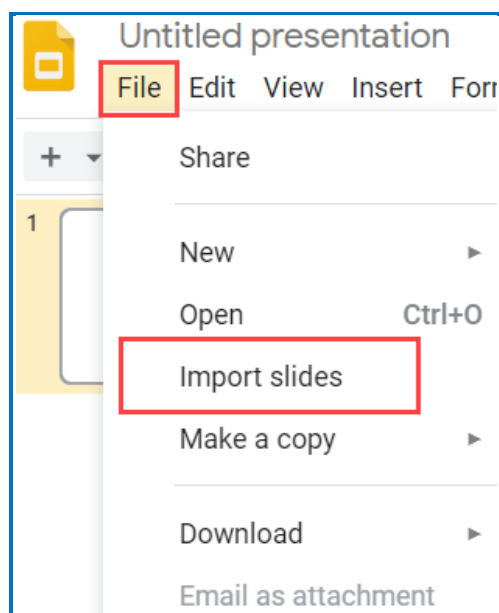 Untitled presentation
File Edit View Insert
+
Share
1
New
Open Ctrl+O
Import slides
Make a copy
Download
Email as attachment